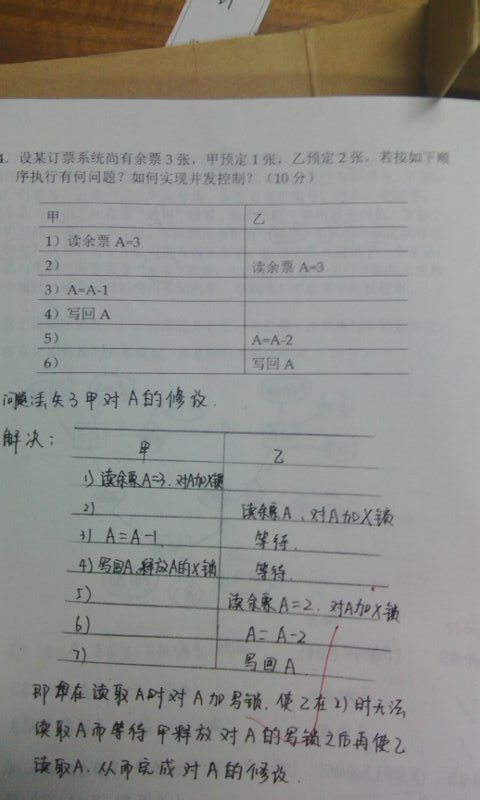 4. 设某订票系统尚有余票3张，甲预定1张，乙预定2张，若按如下顺
序执行有何问题？如何实现并发控制？（10分）
甲 乙
1）读余票 A=3
2） 读余票 A=3
3）A=A-1
4）写回 A
5） A=A-2
6） 写回 A
问题：丢失了甲对A的修改.
解决：
甲 乙
1) 读余票A=3，对A加X锁
2) 读余票A，对A加X锁
3) A=A-1 等待
4) 写回A，释放A的X锁 等待
5) 读余票A=2，对A加X锁
6) A=A-2
7) 写回A
即甲在读取A时对A加写锁，使乙在2)时无法
读取A而等待甲释放对A的写锁之后再使乙
读取A，从而完成对A的修改.